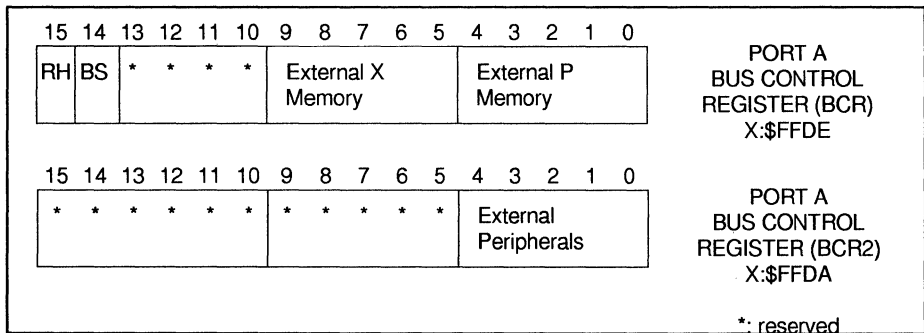 15 14 13 12 11 10 9 8 7 6 5 4 3 2 1 0
RH BS * * * * External X Memory External P Memory
PORT A
BUS CONTROL
REGISTER (BCR)
X:$FFDE
15 14 13 12 11 10 9 8 7 6 5 4 3 2 1 0
* * * * * * * * * * * External Peripherals
PORT A
BUS CONTROL
REGISTER (BCR2)
X:$FFDA
*: reserved